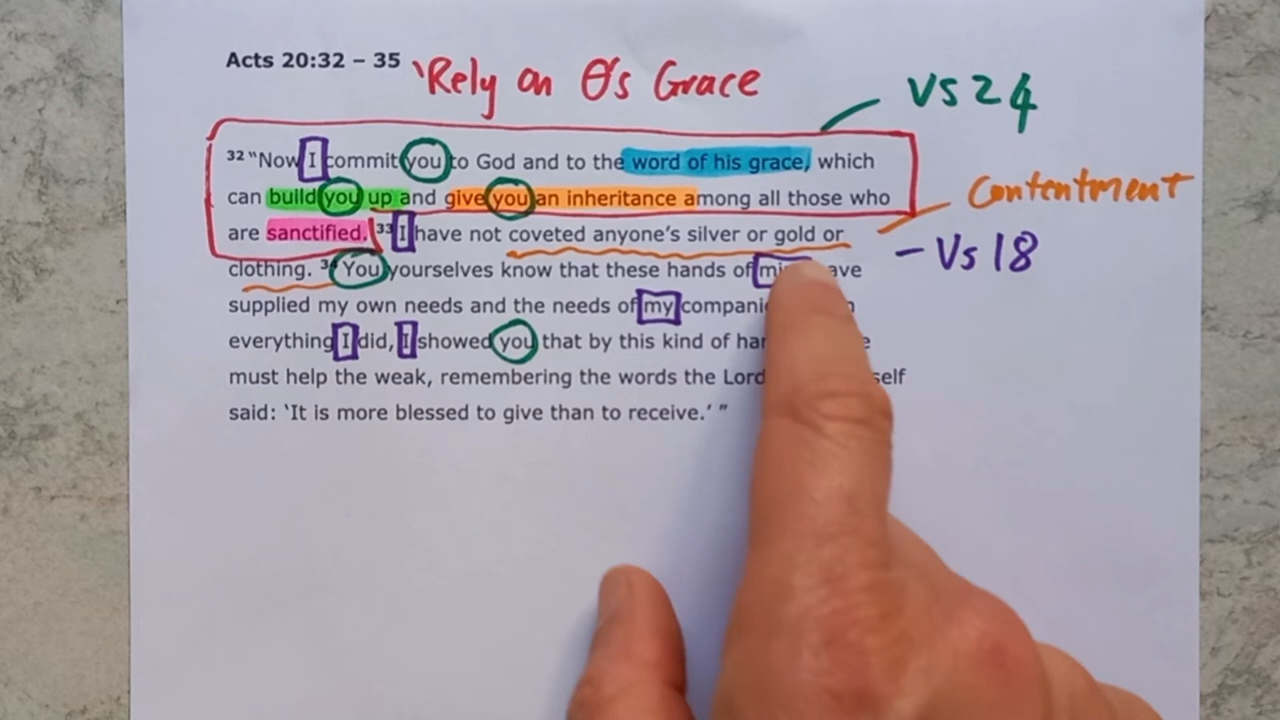 Acts 20:32 – 35 'Rely on θ's Grace
Vs 24
32 "Now I commit you to God and to the word of his grace, which
can build you up and give you an inheritance among all those who
Contentment
are sanctified. 33 I have not coveted anyone's silver or gold or
- Vs 18
clothing. You yourselves know that these hands of
supplied my own needs and the needs of my
everything I did, I showed you that by this kind of
must help the weak, remembering the words the Lord
said: 'It is more blessed to give than to receive.' "